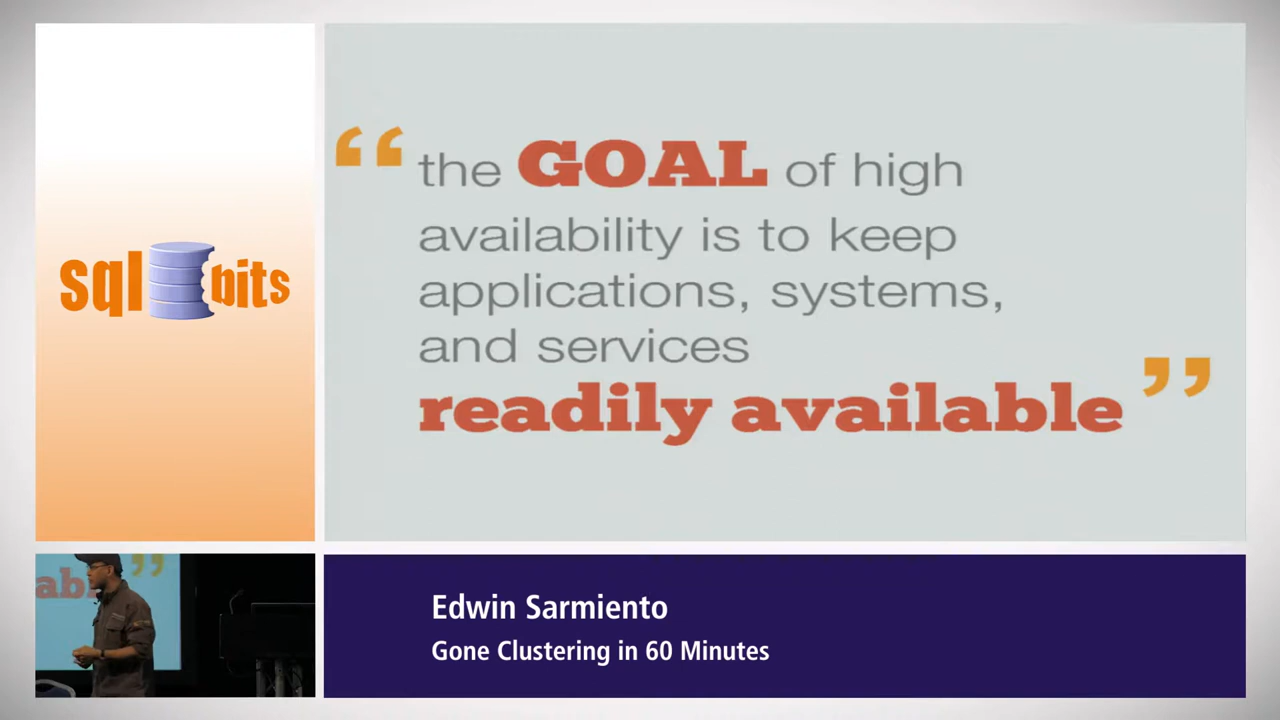 sql bits
“ the GOAL of high
availability is to keep
applications, systems,
and services
readily available ”
abl ”
Edwin Sarmiento
Gone Clustering in 60 Minutes